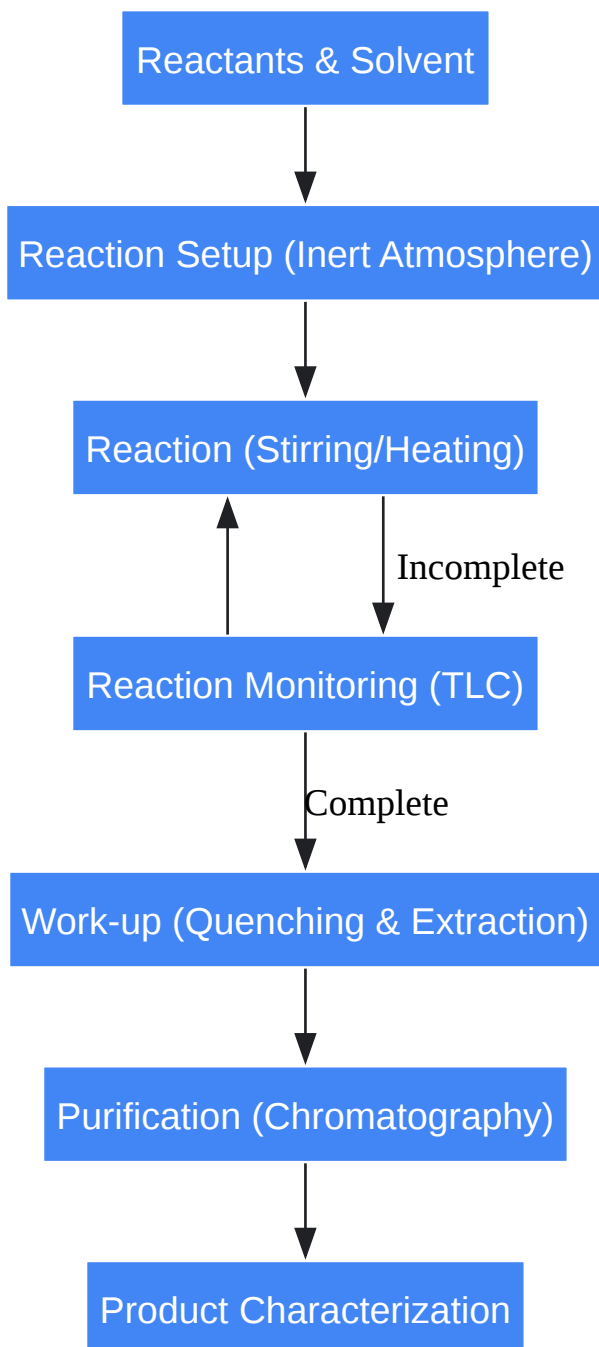 Reactants & Solvent
Reaction Setup (Inert Atmosphere)
Reaction (Stirring/Heating)
Incomplete
Reaction Monitoring (TLC)
Complete
Work-up (Quenching & Extraction)
Purification (Chromatography)
Product Characterization